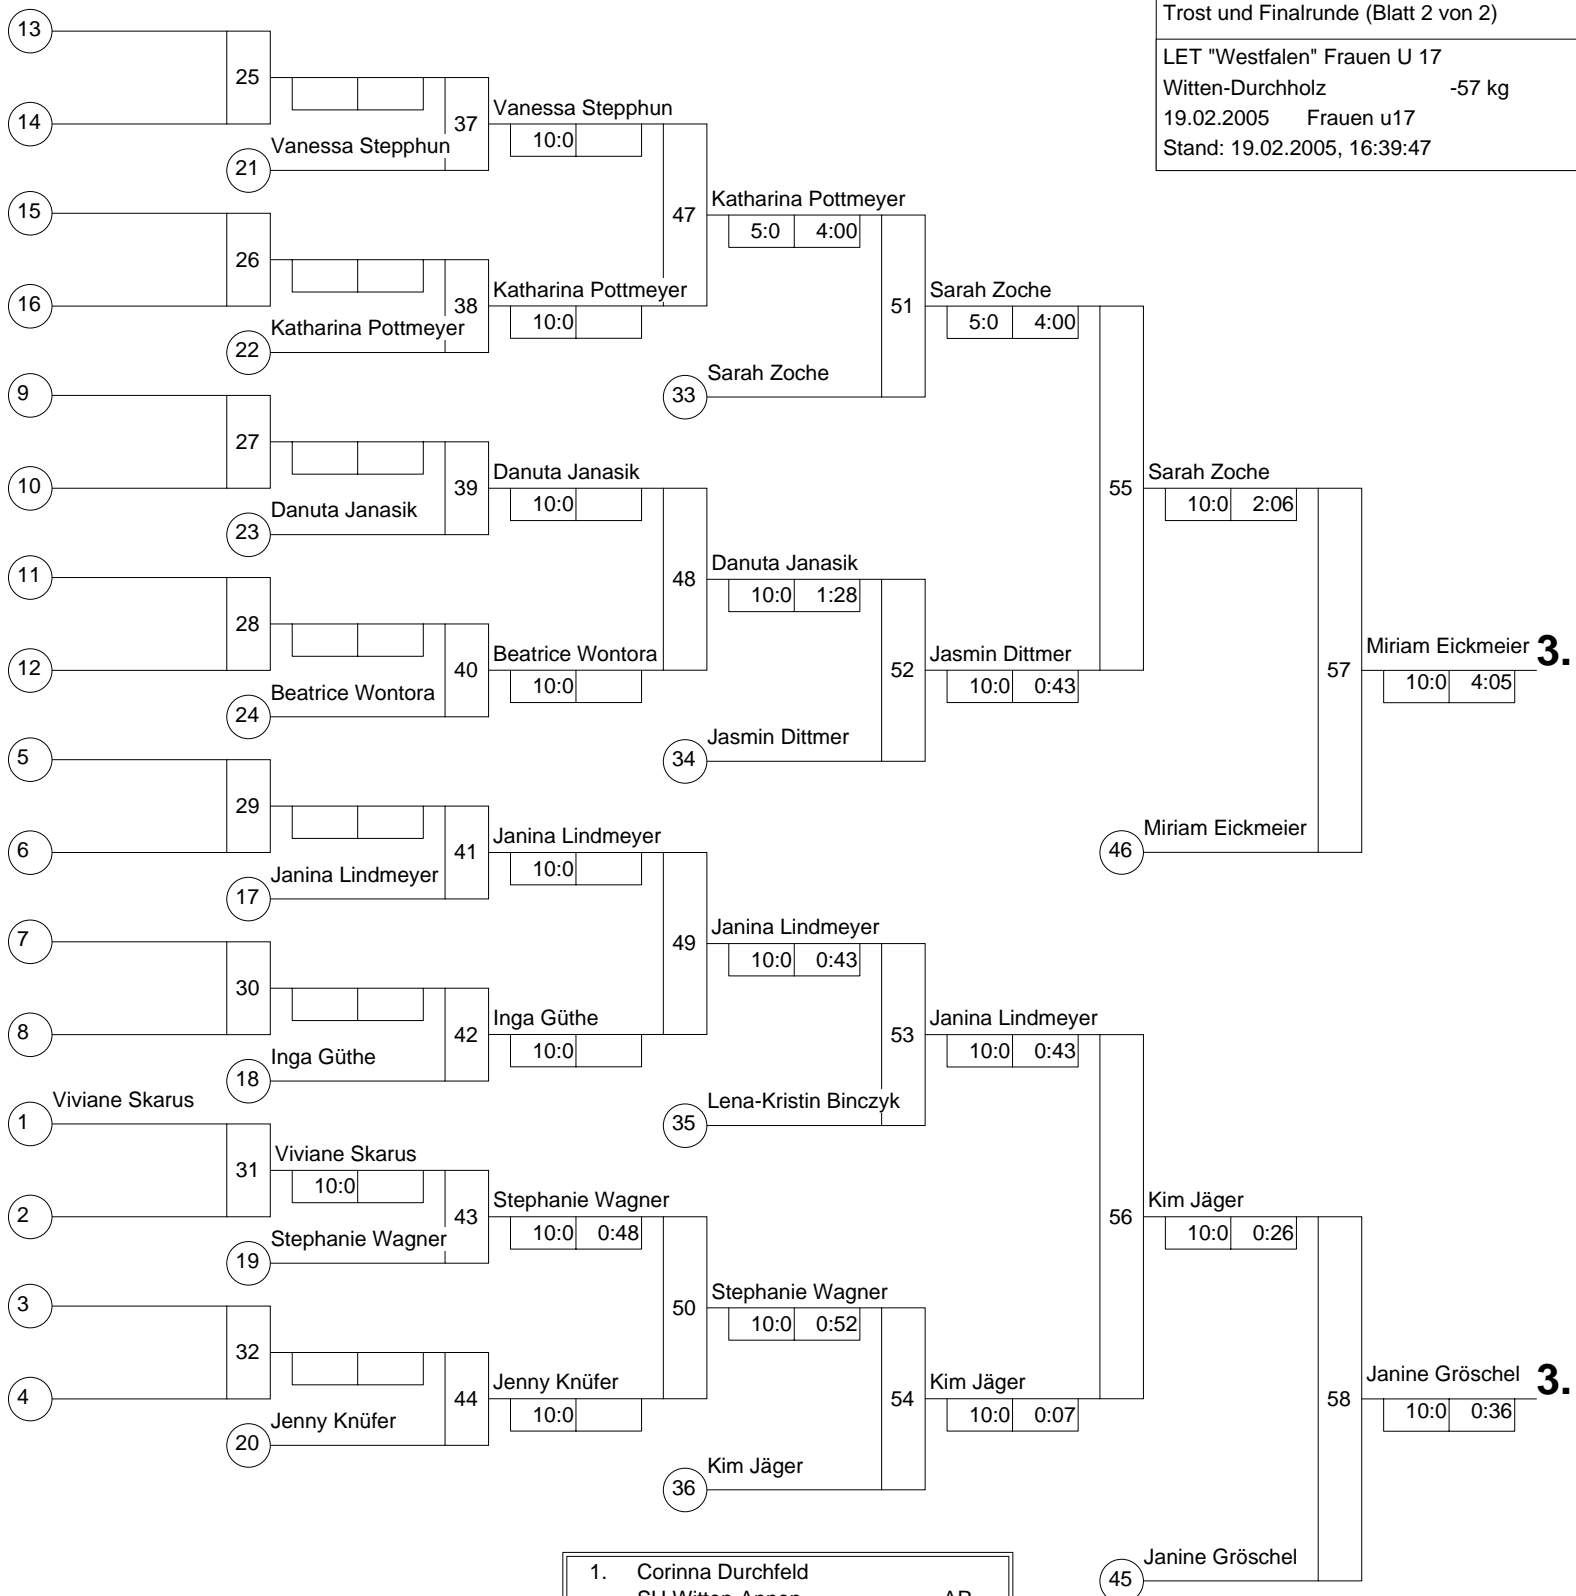 Trost und Finalrunde (Blatt 2 von 2)
LET "Westfalen" Frauen U 17
Witten-Durchholz -57 kg
19.02.2005 Frauen u17
Stand: 19.02.2005, 16:39:47
13
25
14
37
Vanessa Stepphun
21
Vanessa Stepphun
10:0
15
26
16
38
Katharina Pottmeyer
22
Katharina Pottmeyer
10:0
47
Katharina Pottmeyer
5:0 4:00
33
Sarah Zoche
51
Sarah Zoche
5:0 4:00
9
27
10
39
Danuta Janasik
23
Danuta Janasik
10:0
11
28
12
40
Beatrice Wontora
24
Beatrice Wontora
10:0
48
Danuta Janasik
10:0 1:28
34
Jasmin Dittmer
52
Jasmin Dittmer
10:0 0:43
55
Sarah Zoche
10:0 2:06
46
Miriam Eickmeier
57
Miriam Eickmeier 3.
10:0 4:05
5
29
6
41
Janina Lindmeyer
17
Janina Lindmeyer
10:0
7
30
8
42
Inga Güthe
18
Inga Güthe
10:0
49
Janina Lindmeyer
10:0 0:43
35
Lena-Kristin Binczyk
53
Janina Lindmeyer
10:0 0:43
1
Viviane Skarus
31
2
Viviane Skarus
10:0
43
19
Stephanie Wagner
Stephanie Wagner
10:0 0:48
3
32
4
44
20
Jenny Knüfer
Jenny Knüfer
10:0
50
Stephanie Wagner
10:0 0:52
36
Kim Jäger
54
Kim Jäger
10:0 0:07
56
Kim Jäger
10:0 0:26
45
Janine Gröschel
58
Janine Gröschel 3.
10:0 0:36
1. Corinna Durchfeld